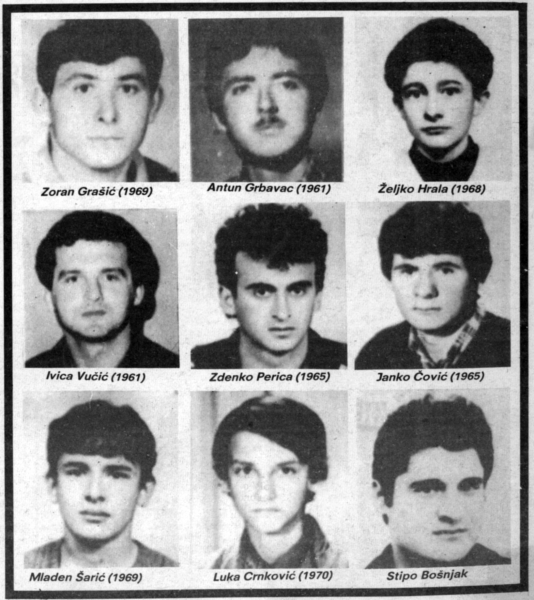 Zoran Grašić (1969)
Antun Grbavac (1961)
Željko Hrala (1968)
Ivica Vučić (1961)
Zdenko Perica (1965)
Janko Čović (1965)
Mladen Šarić (1969)
Luka Crnković (1970)
Stipo Bošnjak